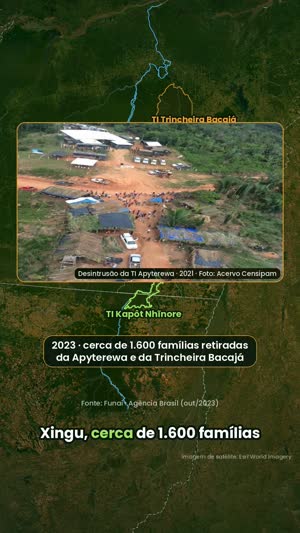 TI Trincheira Bacajá
Desintrusão da TI Apyterewa · 2021 · Foto: Acervo Censipam
TI Kapôt Nhĩnore
2023 · cerca de 1.600 famílias retiradas
da Apyterewa e da Trincheira Bacajá
Fonte: Funai · Agência Brasil (out/2023)
Xingu, cerca de 1.600 famílias
Imagem de satélite: Esri World Imagery